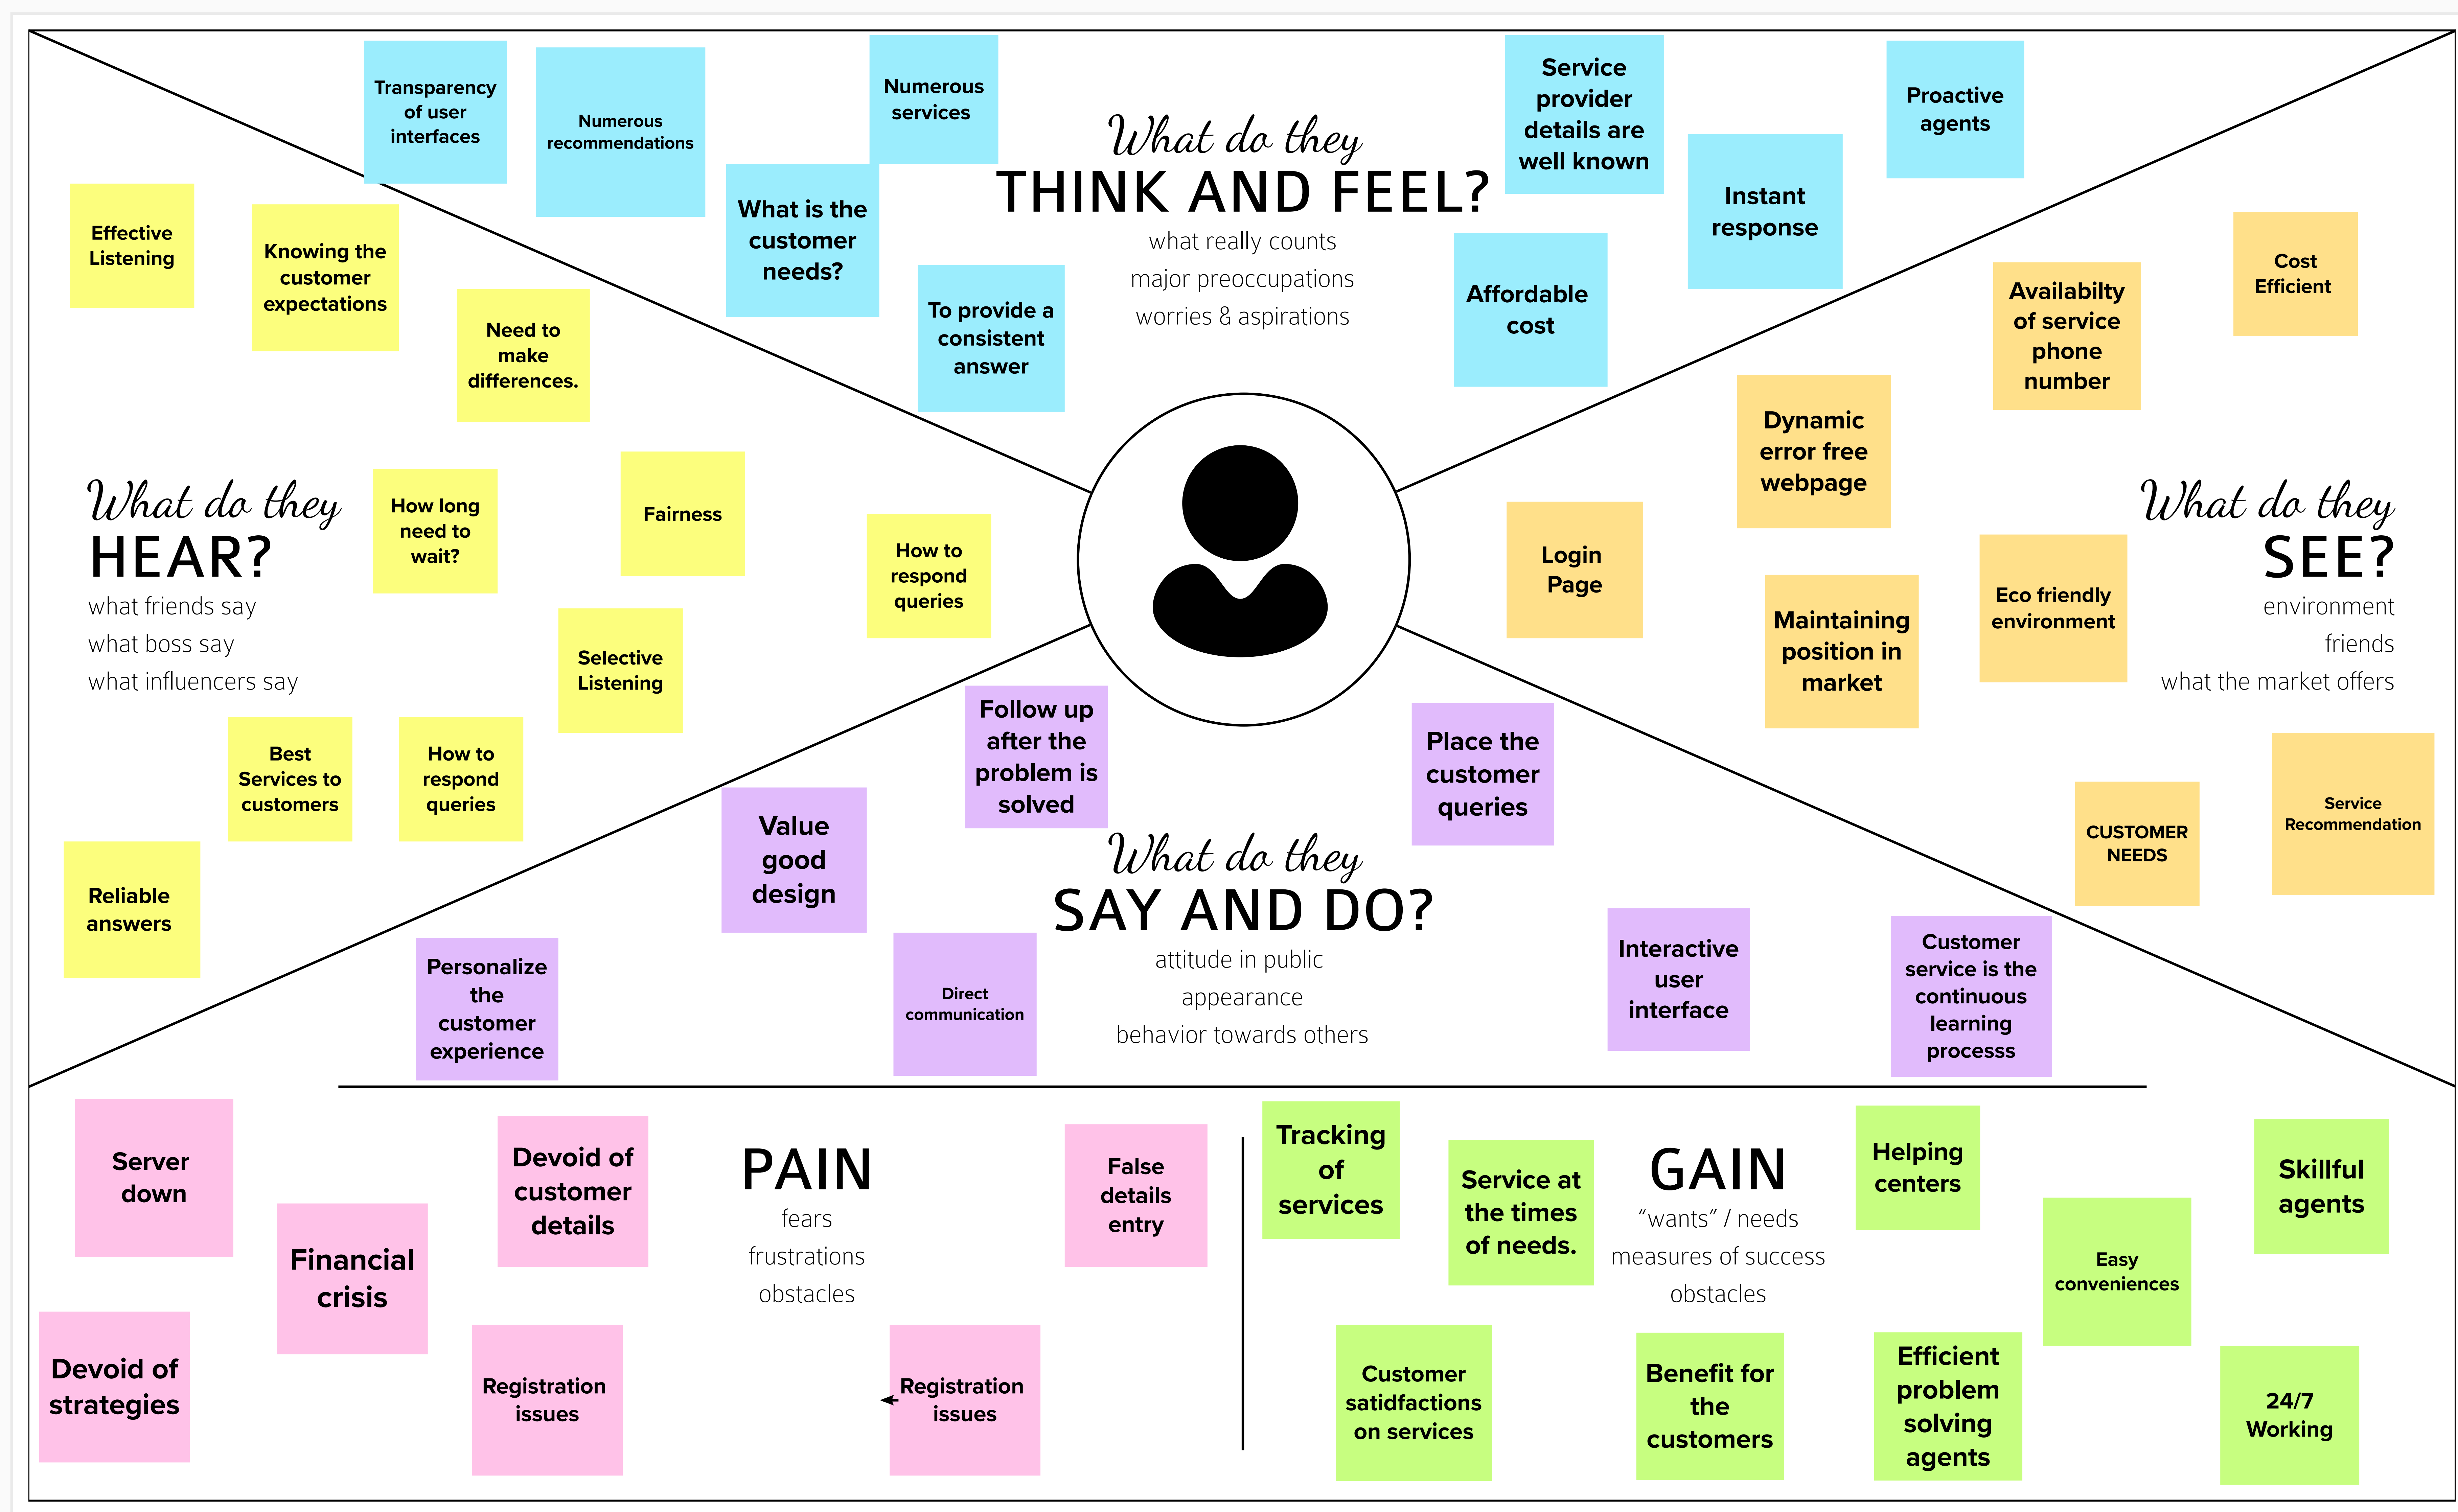 Transparency
of user
interfaces
Numerous
recommendations
Numerous
services
What is the
customer
needs?
To provide a
consistent
answer
What do they
THINK AND FEEL?
what really counts
major preoccupations
worries & aspirations
Service
provider
details are
well known
Instant
response
Affordable
cost
Proactive
agents
Effective
Listening
Knowing the
customer
expectations
Need to
make
differences.
What do they
HEAR?
what friends say
what boss say
what influencers say
How long
need to
wait?
Fairness
How to
respond
queries
Selective
Listening
Best
Services to
customers
How to
respond
queries
Reliable
answers
Cost
Efficient
Availabilty
of service
phone
number
Dynamic
error free
webpage
Login
Page
Maintaining
position in
market
Eco friendly
environment
What do they
SEE?
environment
friends
what the market offers
CUSTOMER
NEEDS
Service
Recommendation
Follow up
after the
problem is
solved
Place the
customer
queries
Value
good
design
What do they
SAY AND DO?
attitude in public
appearance
behavior towards others
Personalize
the
customer
experience
Direct
communication
Interactive
user
interface
Customer
service is the
continuous
learning
processs
Server
down
Financial
crisis
Devoid of
customer
details
PAIN
fears
frustrations
obstacles
False
details
entry
Devoid of
strategies
Registration
issues
Registration
issues
Tracking
of
services
Service at
the times
of needs.
GAIN
“wants” / needs
measures of success
obstacles
Helping
centers
Easy
conveniences
Skillful
agents
Customer
satidfactions
on services
Benefit for
the
customers
Efficient
problem
solving
agents
24/7
Working